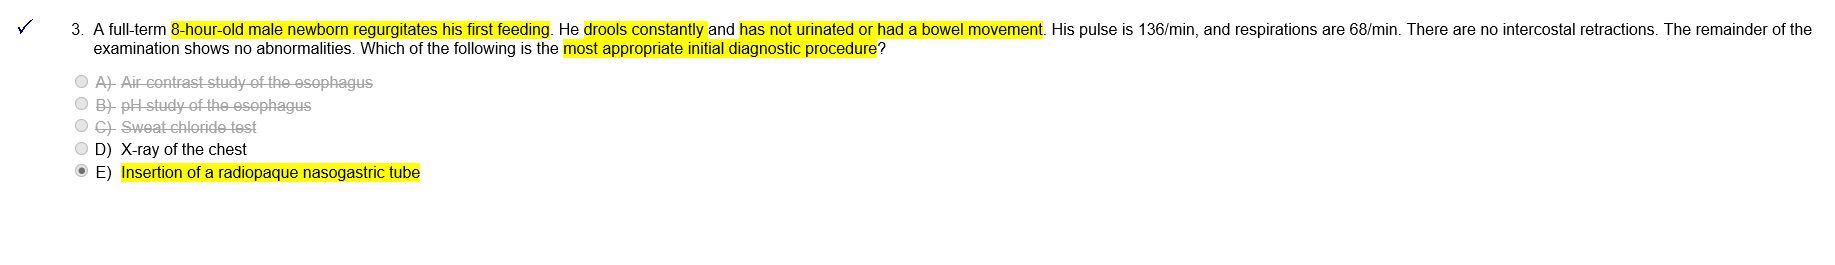 3. A full-term 8-hour-old male newborn regurgitates his first feeding. He drools constantly and has not urinated or had a bowel movement. His pulse is 136/min, and respirations are 68/min. There are no intercostal retractions. The remainder of the
examination shows no abnormalities. Which of the following is the most appropriate initial diagnostic procedure?
A) Air contrast study of the esophagus
B) pH study of the esophagus
C) Sweat chloride test
D) X-ray of the chest
E) Insertion of a radiopaque nasogastric tube